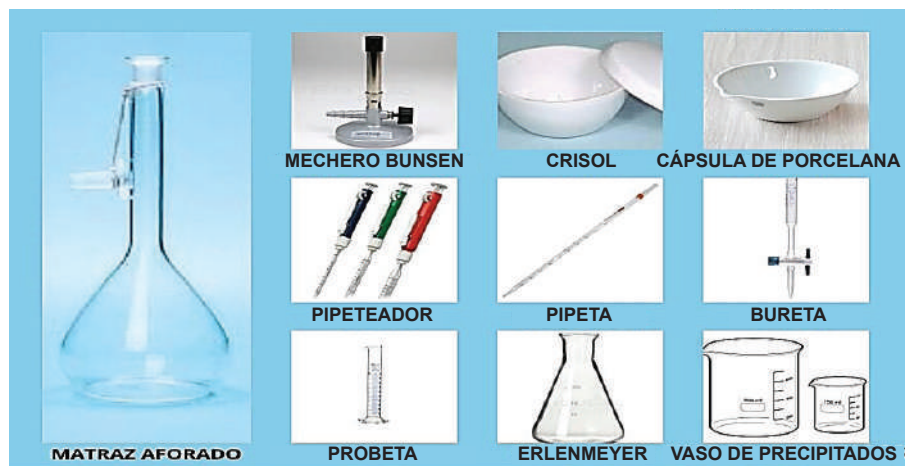 MECHERO BUNSEN
CRISOL
CÁPSULA DE PORCELANA
PIPETEADOR
PIPETA
BURETA
MATRAZ AFORADO
PROBETA
ERLENMEYER
VASO DE PRECIPITADOS